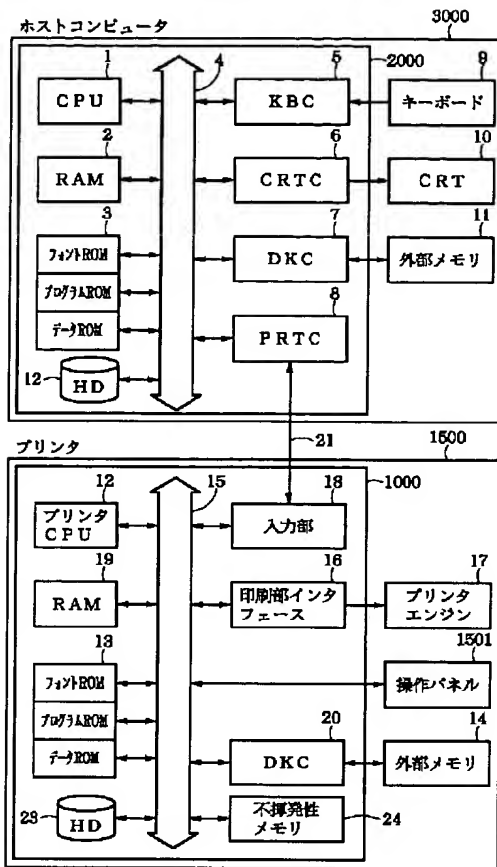 ホストコンピュータ
3000
2000
1
CPU
4
5
KBC
9
キーボード
2
RAM
6
CRTC
10
CRT
3
フォントROM
プログラムROM
データROM
7
DKC
11
外部メモリ
8
PRTC
12
HD
21
プリンタ
1500
1000
12
プリンタ
CPU
15
18
入力部
19
RAM
16
印刷部インタ
フェース
17
プリンタ
エンジン
13
フォントROM
プログラムROM
データROM
1501
操作パネル
20
DKC
14
外部メモリ
23
HD
不揮発性
メモリ
24